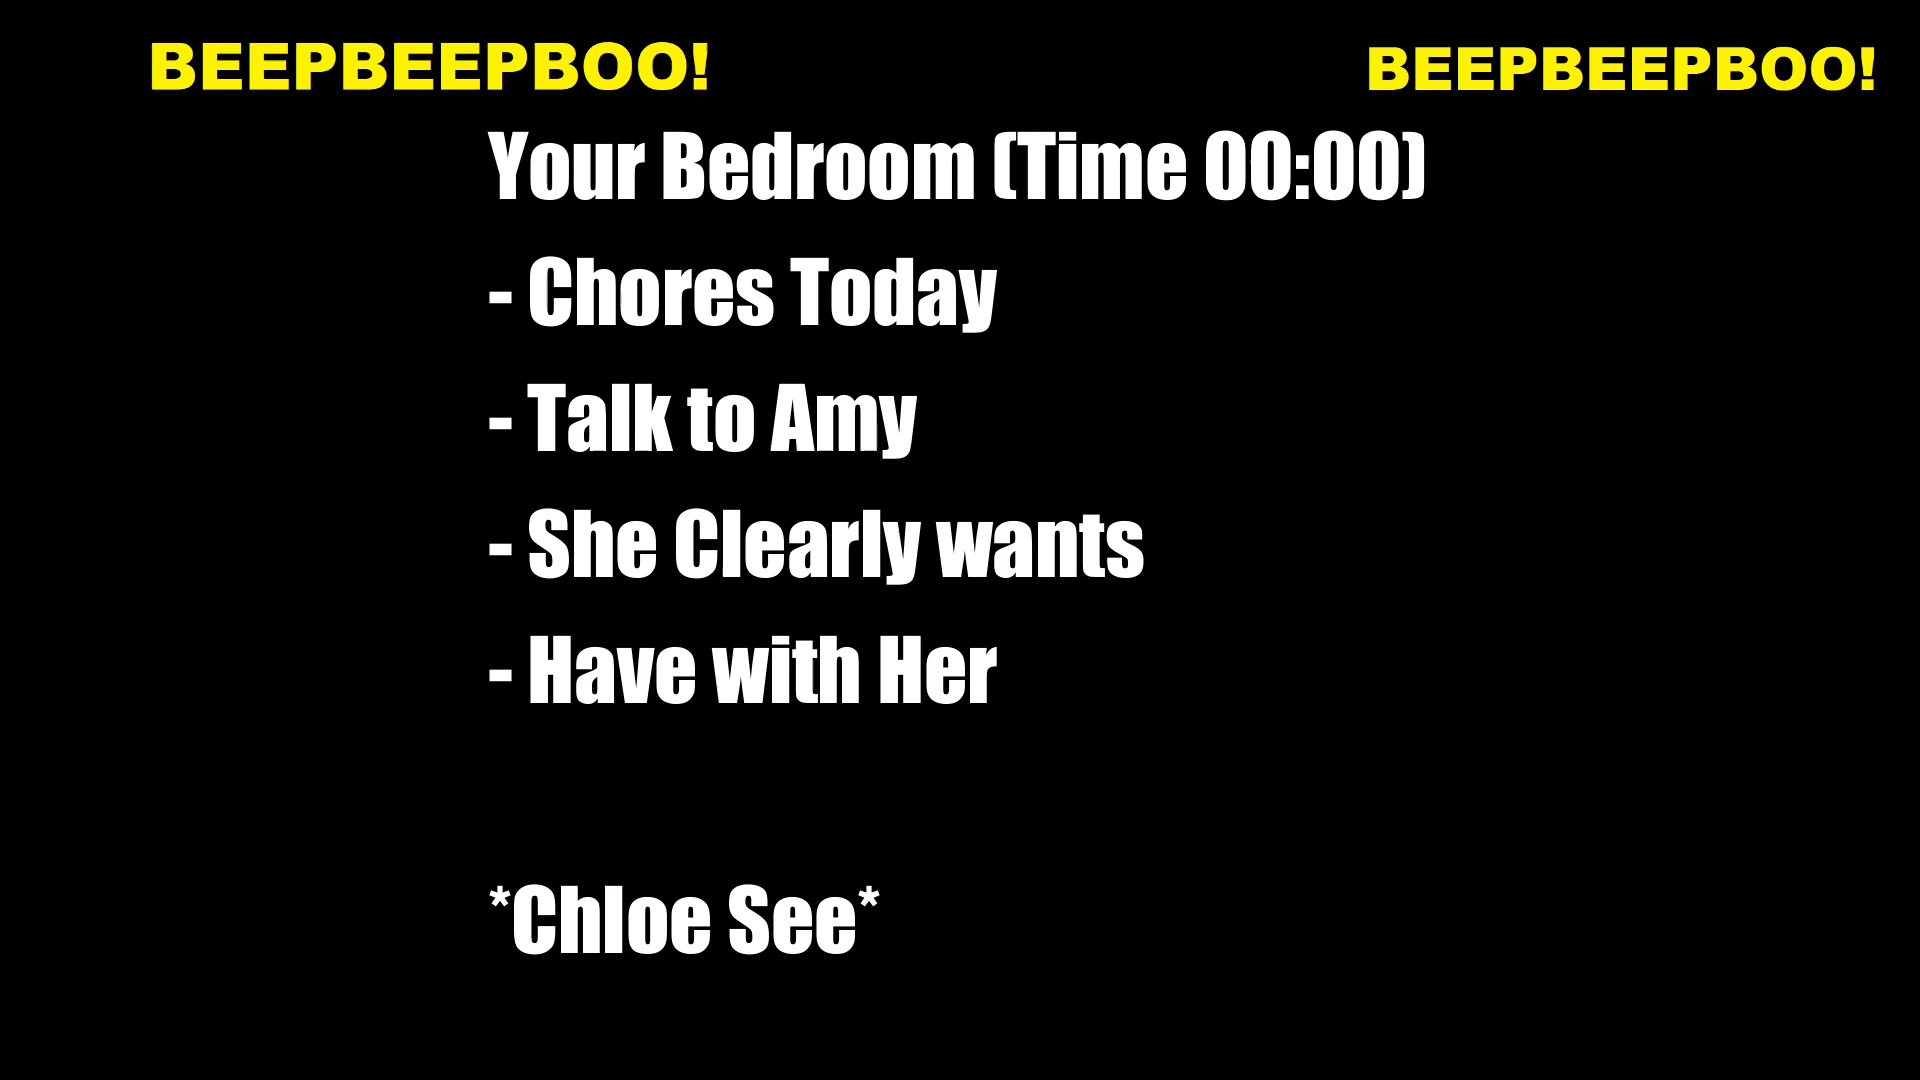 BEEPBEEPBOO! BEEPBEEPBOO!
Your Bedroom (Time 00:00)
- Chores Today
- Talk to Amy
- She Clearly wants
- Have with Her
*Chloe See*